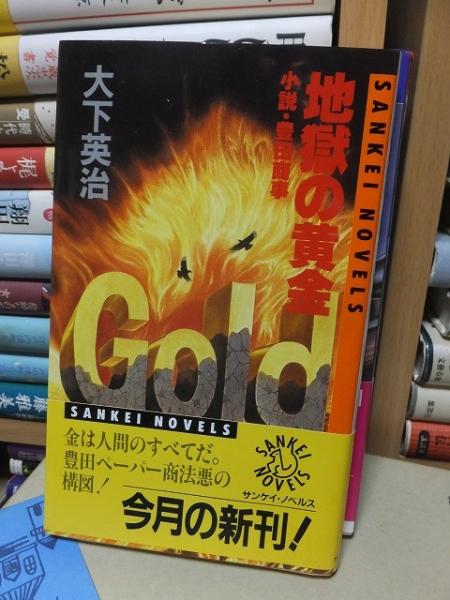 地獄の黄金
小説・豊田商事
大下英治
SANKEI NOVELS
Gold
SANKEI NOVELS
金は人間のすべてだ。
豊田ペーパー商法悪の
構図!
SANKEI
NOVELS
サンケイ・ノベルス
今月の新刊!